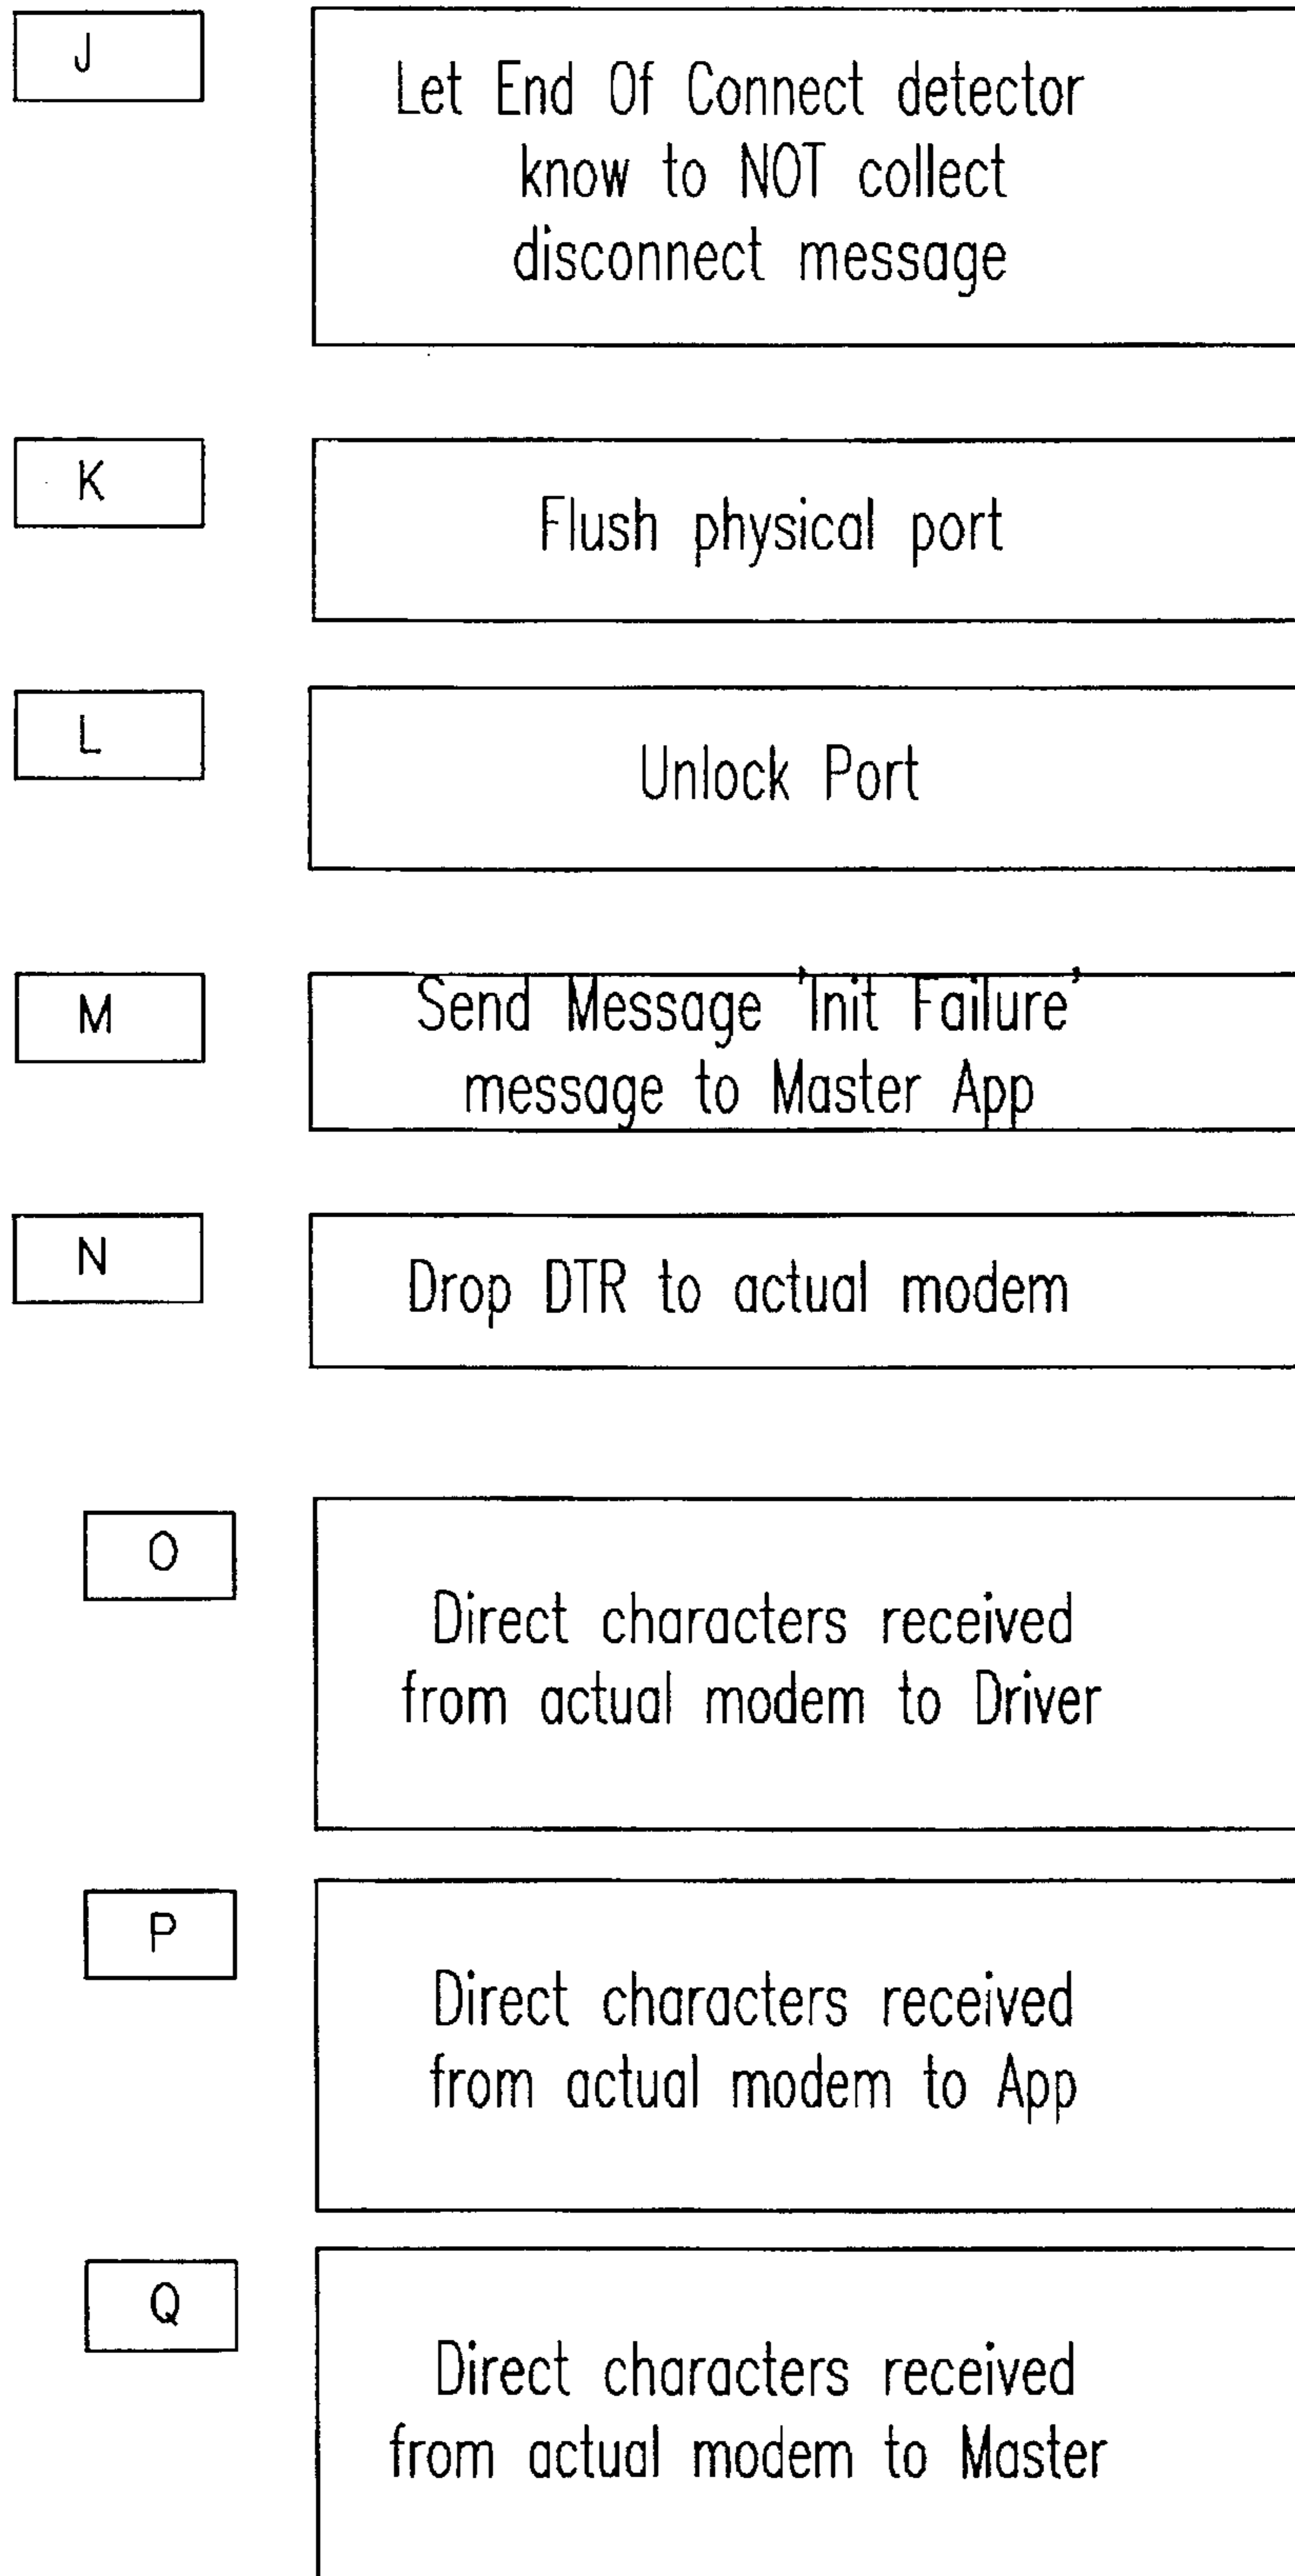 J
Let End Of Connect detector
know to NOT collect
disconnect message
K
Flush physical port
L
Unlock Port
M
Send Message 'Init Failure'
message to Master App
N
Drop DTR to actual modem
O
Direct characters received
from actual modem to Driver
P
Direct characters received
from actual modem to App
Q
Direct characters received
from actual modem to Master